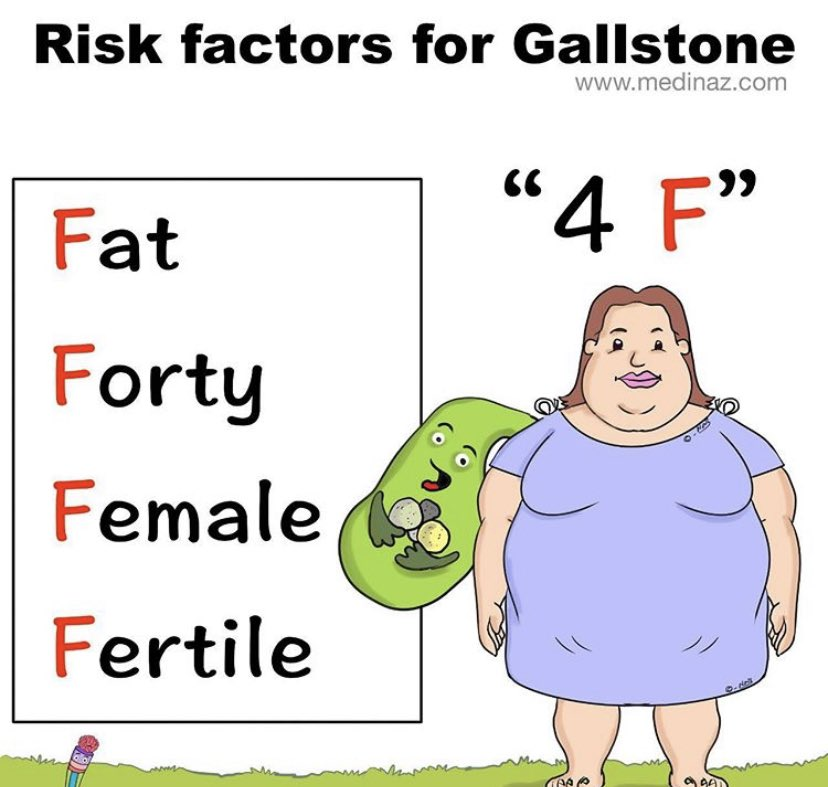 Risk factors for Gallstone
www.medinaz.com
“4 F”
Fat
Forty
Female
Fertile